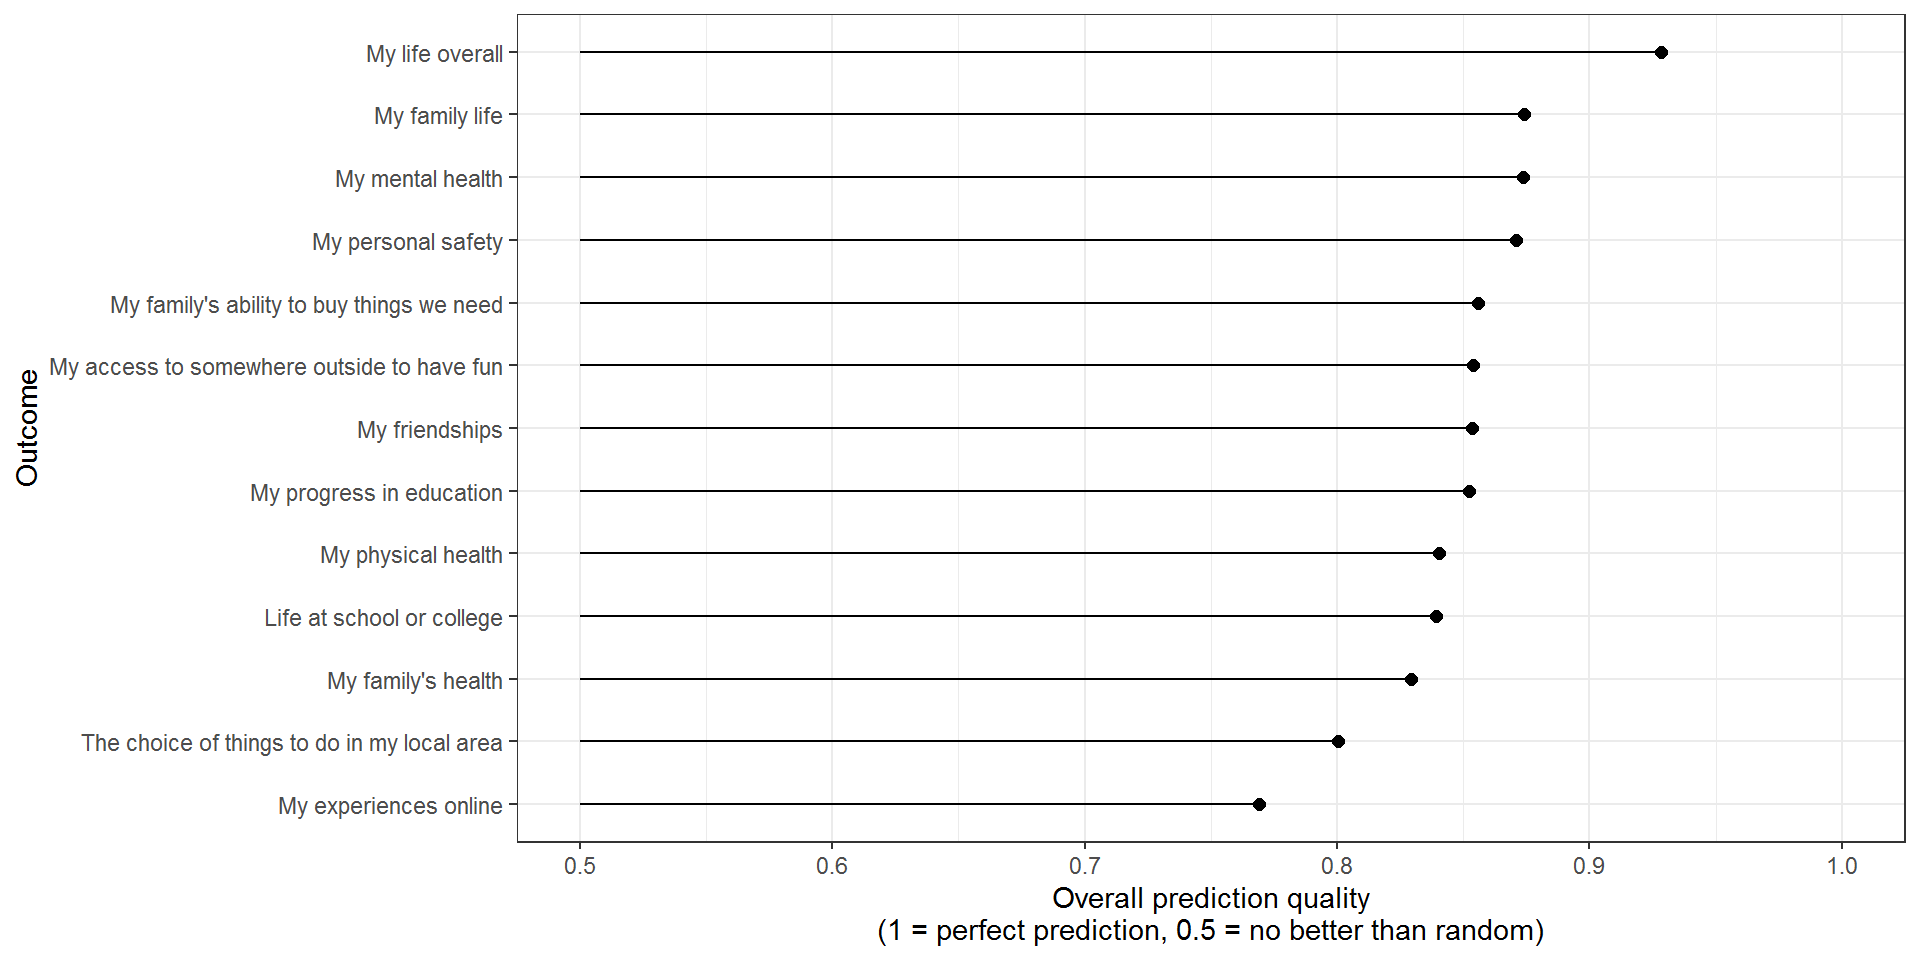 My life overall
My family life
My mental health
My personal safety
My family's ability to buy things we need
My access to somewhere outside to have fun
My friendships
My progress in education
My physical health
Life at school or college
My family's health
The choice of things to do in my local area
My experiences online
Outcome
0.5 0.6 0.7 0.8 0.9 1.0
Overall prediction quality
(1 = perfect prediction, 0.5 = no better than random)